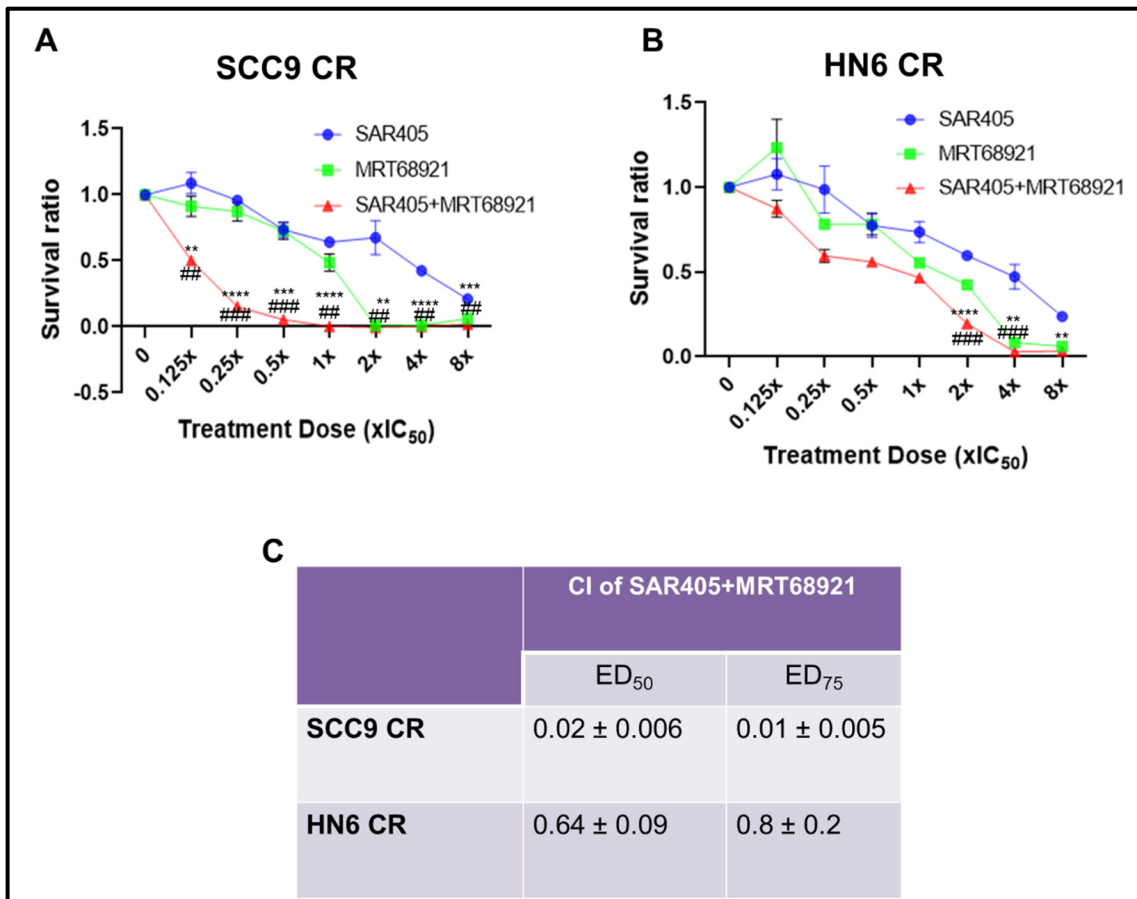 A
SCC9 CR
SAR405
MRT68921
SAR405+MRT68921
1.5
1.0
0.5
0.0
-0.5
Survival ratio
**
##
****
###
***
###
****
##
**
##
****
##
***
##
0
0.125x
0.25x
0.5x
1x
2x
4x
8x
Treatment Dose (xIC₅₀)
B
HN6 CR
SAR405
MRT68921
SAR405+MRT68921
1.5
1.0
0.5
0.0
Survival ratio
****
###
**
###
**
0
0.125x
0.25x
0.5x
1x
2x
4x
8x
Treatment Dose (xIC₅₀)
C
CI of SAR405+MRT68921
ED₅₀ ED₇₅
SCC9 CR 0.02 ± 0.006 0.01 ± 0.005
HN6 CR 0.64 ± 0.09 0.8 ± 0.2